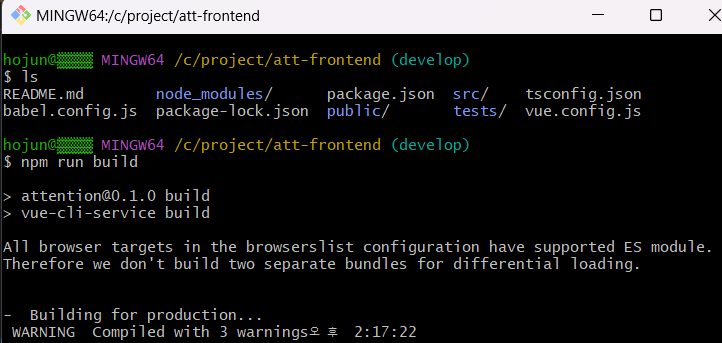 MINGW64:/c/project/att-frontend
hojun@▒▒▒▒ MINGW64 /c/project/att-frontend (develop)
$ ls
README.md        node_modules/      package.json  src/    tsconfig.json
babel.config.js  package-lock.json  public/       tests/  vue.config.js
hojun@▒▒▒▒ MINGW64 /c/project/att-frontend (develop)
$ npm run build
> attention@0.1.0 build
> vue-cli-service build
All browser targets in the browserslist configuration have supported ES module.
Therefore we don't build two separate bundles for differential loading.
-  Building for production...
WARNING  Compiled with 3 warnings오후  2:17:22